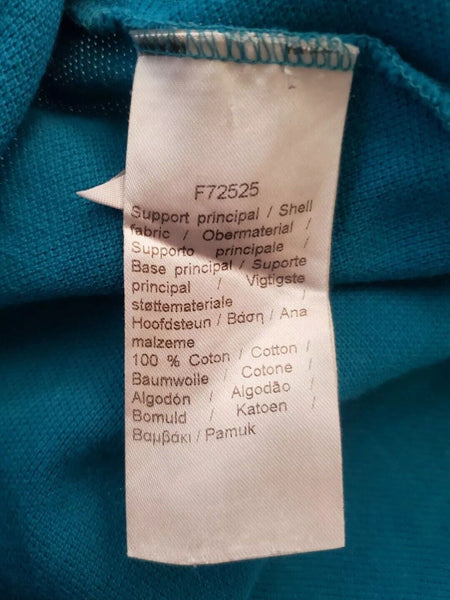 F72525
Support principal / Shell
fabric / Obermaterial /
Supporto principale /
Base principal / Suporte
principal / Vigtigste
støttemateriale /
Hoofdsteun / Βάση / Ana
malzeme
100 % Coton / Cotton /
Baumwolle / Cotone /
Algodón / Algodão /
Bomuld / Katoen /
Βαμβάκι / Pamuk